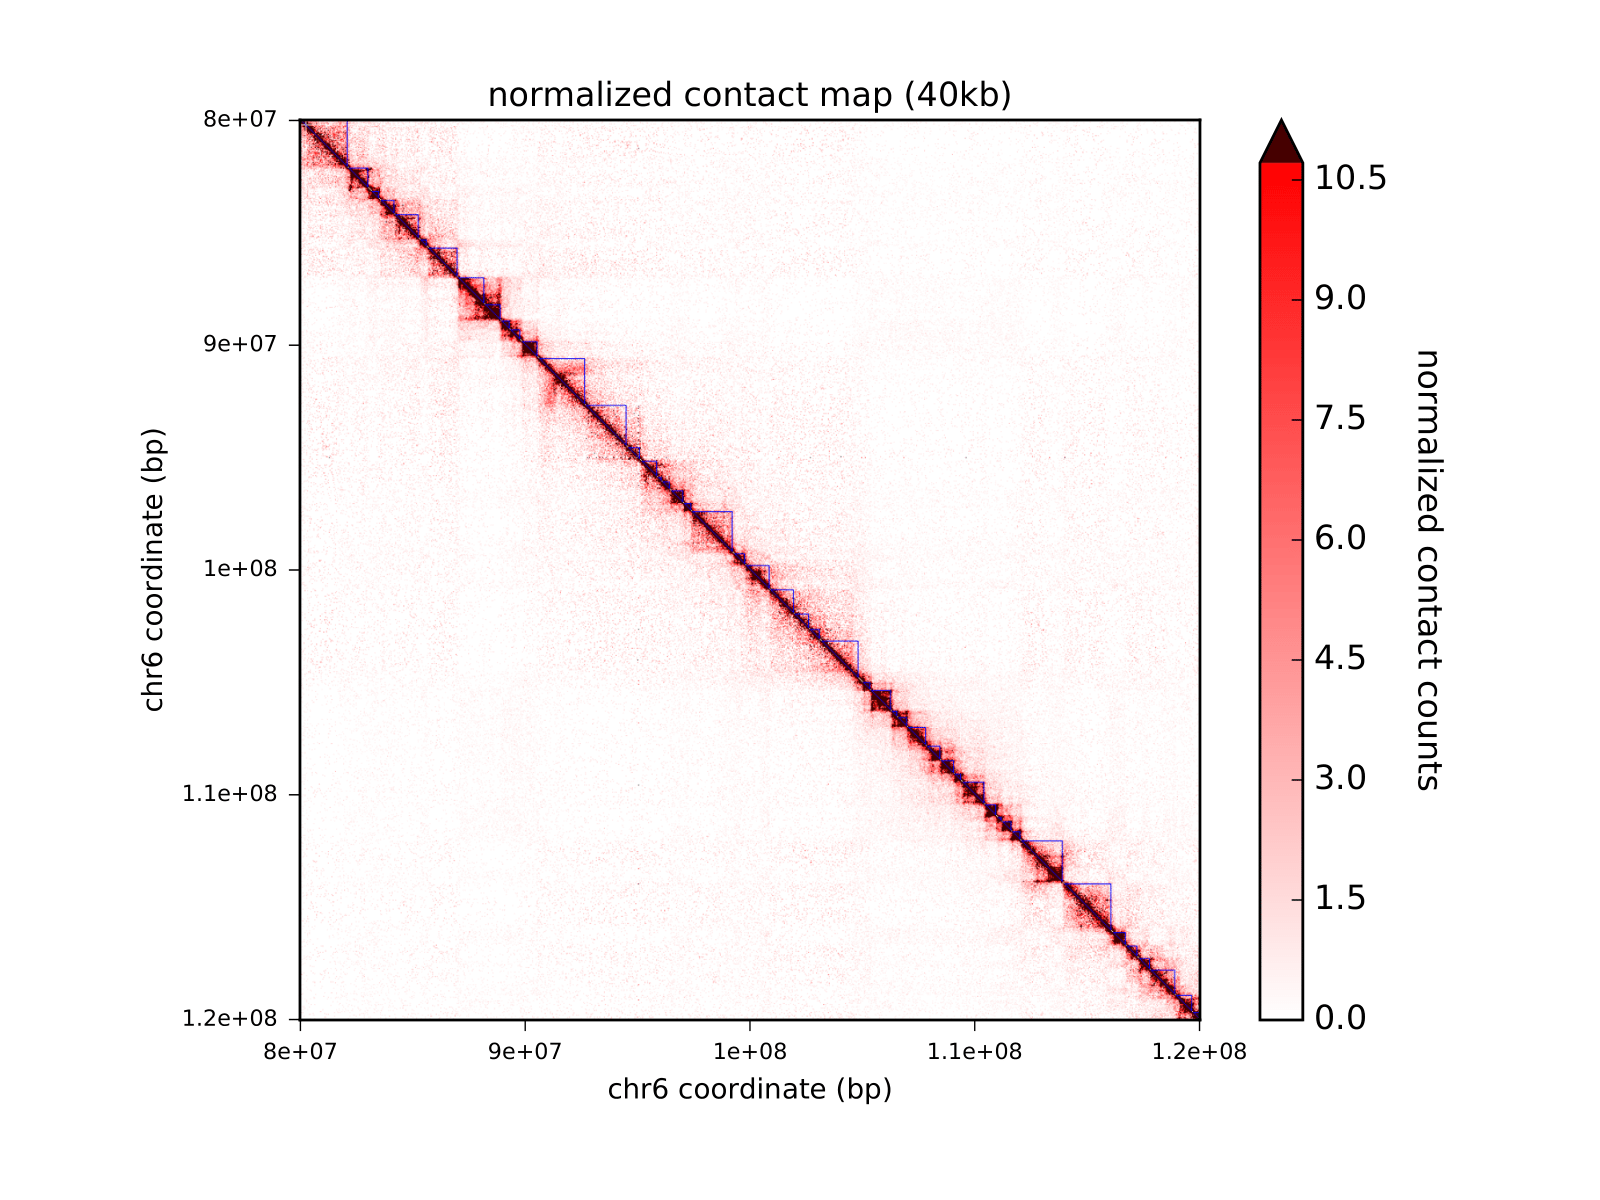 normalized contact map (40kb)
8e+07
9e+07
1e+08
1.1e+08
1.2e+08
chr6 coordinate (bp)
8e+07
9e+07
1e+08
1.1e+08
1.2e+08
chr6 coordinate (bp)
10.5
9.0
7.5
6.0
4.5
3.0
1.5
0.0
normalized contact counts